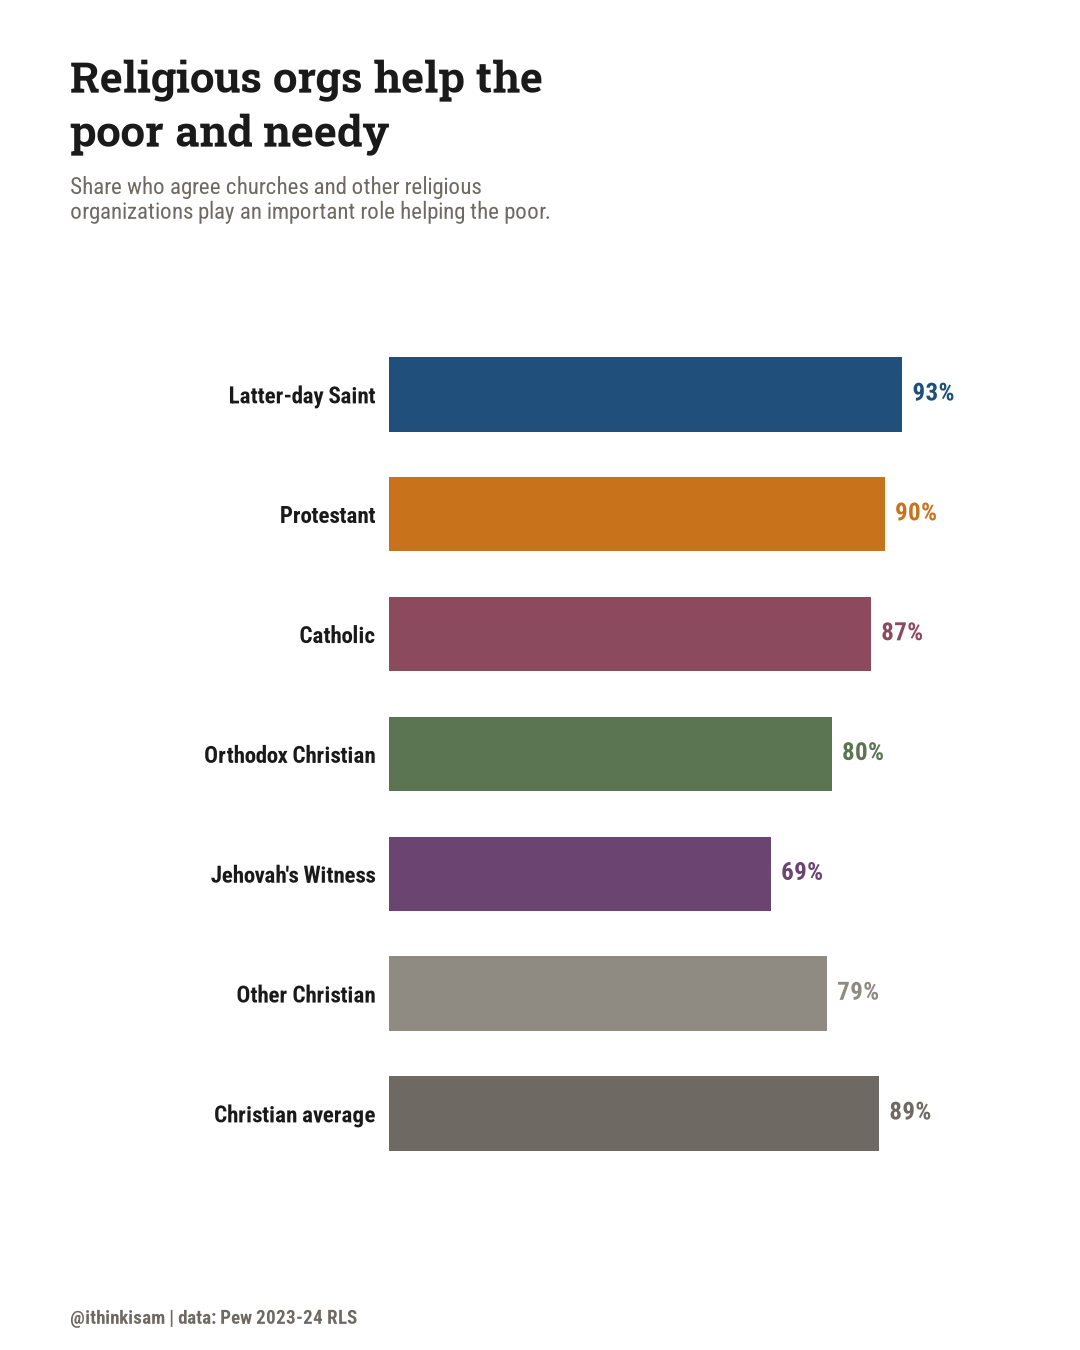 Religious orgs help the
poor and needy
Share who agree churches and other religious
organizations play an important role helping the poor.
Latter-day Saint 93%
Protestant 90%
Catholic 87%
Orthodox Christian 80%
Jehovah's Witness 69%
Other Christian 79%
Christian average 89%
@ithinkisam | data: Pew 2023-24 RLS